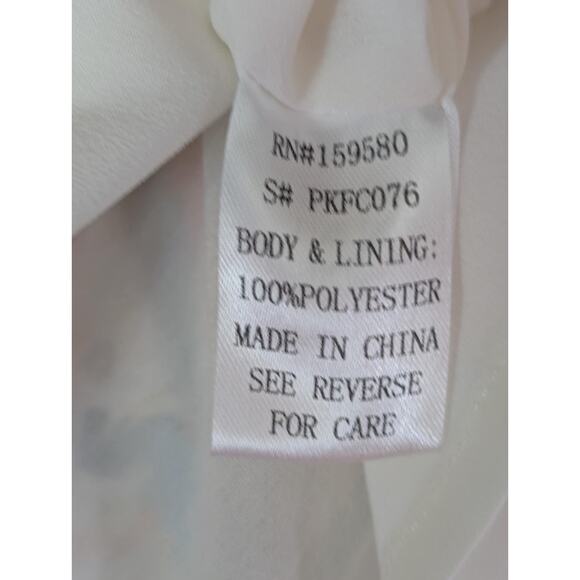 RN#159580
S# PKFC076
BODY & LINING:
100%POLYESTER
MADE IN CHINA
SEE REVERSE
FOR CARE